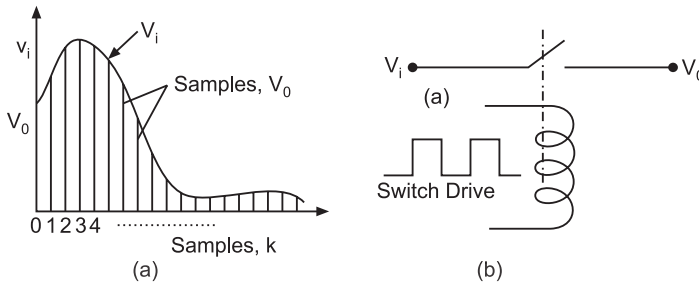 v_i
V_i
Samples, V_0
V_0
0 1 2 3 4 ....................
Samples, k
(a)
V_i
V_0
(a)
Switch Drive
(b)